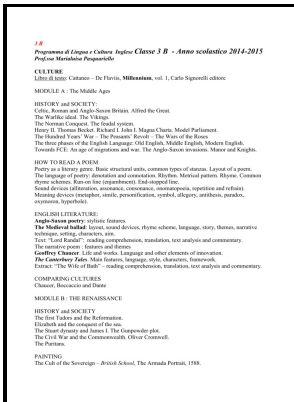 3 B
Programma di Lingua e Cultura Inglese Classe 3 B - Anno scolastico 2014-2015
Prof.ssa Marialuisa Pasquariello
CULTURE
Libro di testo: Cattaneo – De Flaviis, Millennium, vol. 1, Carlo Signorelli editore
MODULE A : The Middle Ages
HISTORY and SOCIETY:
Celtic, Roman and Anglo-Saxon Britain. Alfred the Great.
The Warlike ideal. The Vikings.
The Norman Conquest. The feudal system.
Henry II. Thomas Becket. Richard I. John I. Magna Charta. Model Parliament.
The Hundred Years' War – The Peasants' Revolt – The Wars of the Roses
The three phases of the English Language: Old English, Middle English, Modern English.
Towards FCE: An age of migrations and war. The Anglo-Saxon invasions. Manor and Knights.
HOW TO READ A POEM
Poetry as a literary genre. Basic structural units, common types of stanzas. Layout of a poem.
The language of poetry: denotation and connotation. Rhythm. Metrical pattern. Rhyme. Common
rhyme schemes. Run-on line (enjambment). End-stopped line.
Sound devices (alliteration, assonance, consonance, onomatopoeia, repetition and refrain).
Meaning devices (metaphor, simile, personification, symbol, allegory, antithesis, paradox,
oxymoron, hyperbole).
ENGLISH LITERATURE:
Anglo-Saxon poetry: stylistic features.
The Medieval ballad: layout, sound devices, rhyme scheme, language, story, themes, narrative
technique, setting, characters, aim.
Text: "Lord Randal": reading comprehension, translation, text analysis and commentary.
The narrative poem : features and themes
Geoffrey Chaucer. Life and works. Language and other elements of innovation.
The Canterbury Tales. Main features, language, style, characters, framework.
Extract: "The Wife of Bath" – reading comprehension, translation, text analysis and commentary.
COMPARING CULTURES
Chaucer, Boccaccio and Dante
MODULE B : THE RENAISSANCE
HISTORY and SOCIETY
The first Tudors and the Reformation.
Elizabeth and the conquest of the sea.
The Stuart dynasty and James I. The Gunpowder plot.
The Civil War and the Commonwealth. Oliver Cromwell.
The Puritans.
PAINTING
The Cult of the Sovereign – British School, The Armada Portrait, 1588.